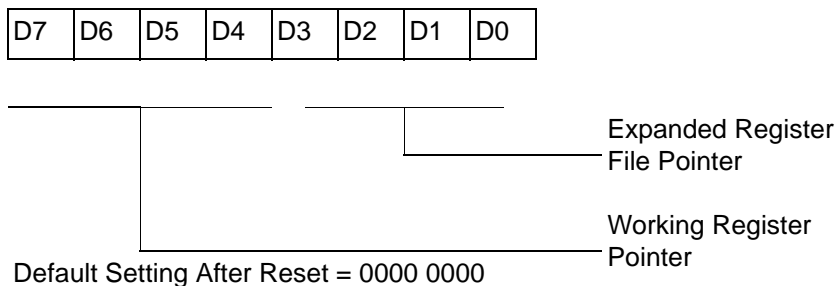 D7 D6 D5 D4 D3 D2 D1 D0
Expanded Register
File Pointer
Working Register
Pointer
Default Setting After Reset = 0000 0000